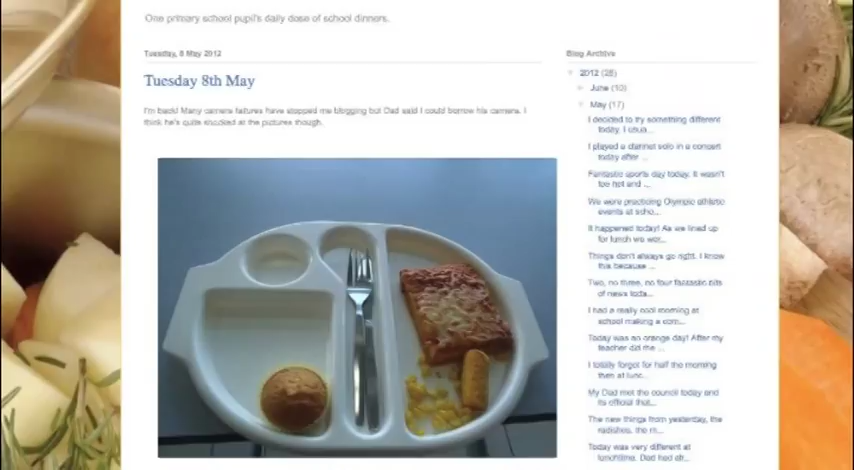 One primary school pupil's daily dose of school dinners.
Tuesday, 8 May 2012
Tuesday 8th May
I'm back! Many camera failures have stopped me blogging but Dad said I could borrow his camera. I
think he's quite shocked at the pictures though.
Blog Archive
2012 (28)
June (10)
May (17)
I decided to try something different
today. I usua...
I played a clarinet solo in a concert
today after ...
Fantastic sports day today. It wasn't
too hot and ...
We were practicing Olympic athletic
events at scho...
It happened today! As we lined up
for lunch we wer...
Things don't always go right. I know
this because ...
Two, no three, no four fantastic bits
of news toda...
I had a really cool morning at
school making a com...
Today was an orange day! After my
teacher did the ...
I totally forgot for half the morning
then at lunc...
My Dad met the council today and
its official that...
The new things from yesterday, the
radishes, the m...
Today was very different at
lunchtime. Dad had afr...